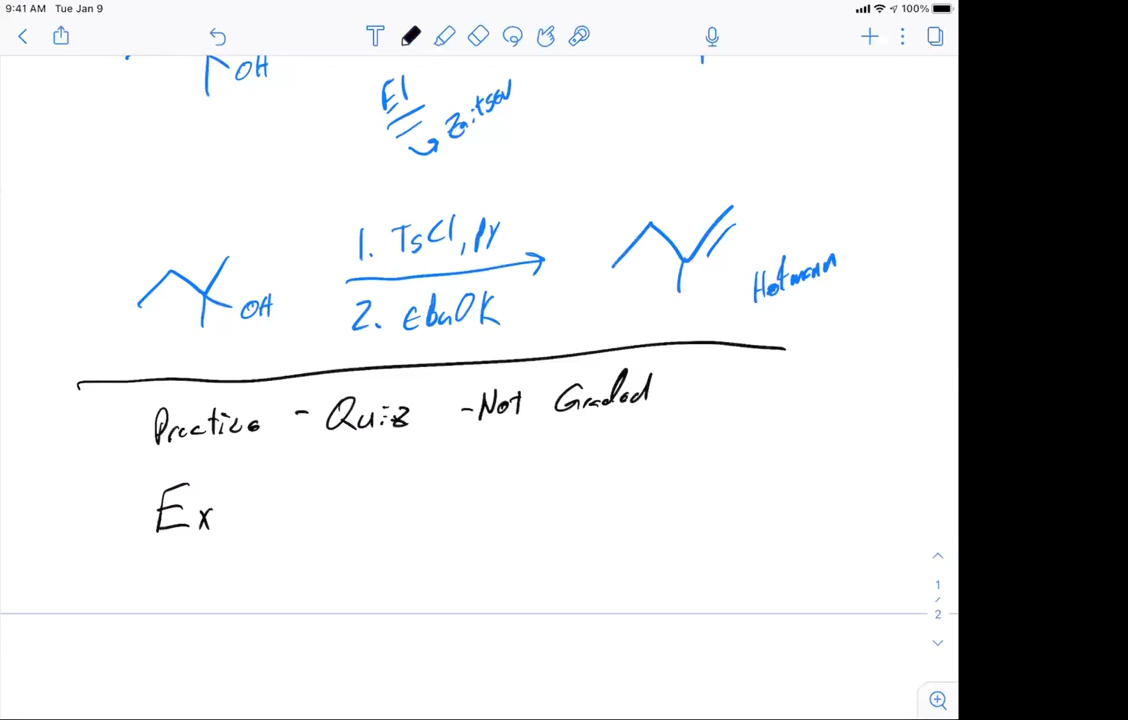 9:41 AM Tue Jan 9
100%
T
OH
E1
Zaitsev
1. TsCl, py
OH
2. tbuOK
Hofmann
Practice - Quiz - Not Graded
Ex
1
/
2